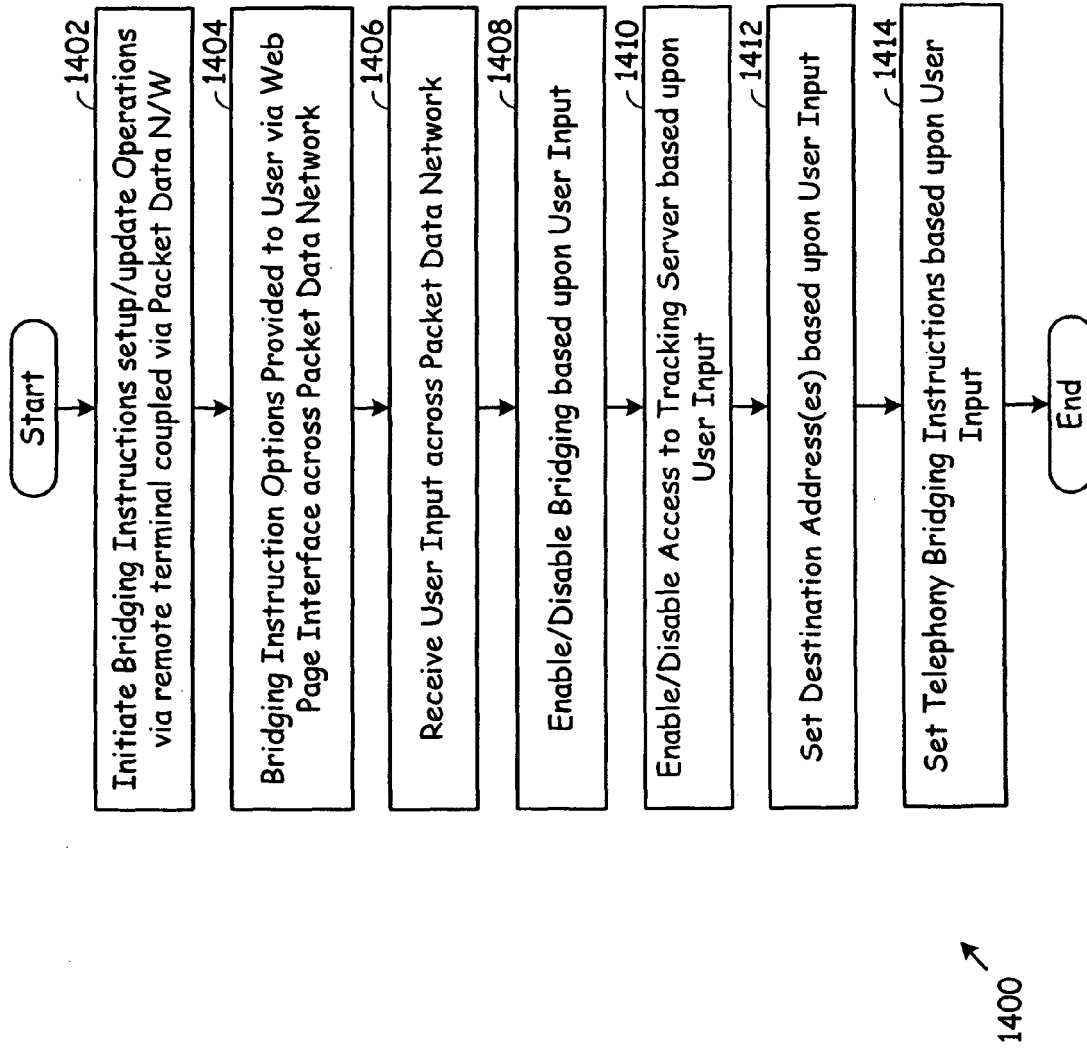 Start
1402
Initiate Bridging Instructions setup/update Operations
via remote terminal coupled via Packet Data N/W
1404
Bridging Instruction Options Provided to User via Web
Page Interface across Packet Data Network
1406
Receive User Input across Packet Data Network
1408
Enable/Disable Bridging based upon User Input
1410
Enable/Disable Access to Tracking Server based upon
User Input
1412
Set Destination Address(es) based upon User Input
1414
Set Telephony Bridging Instructions based upon User
Input
End
1400